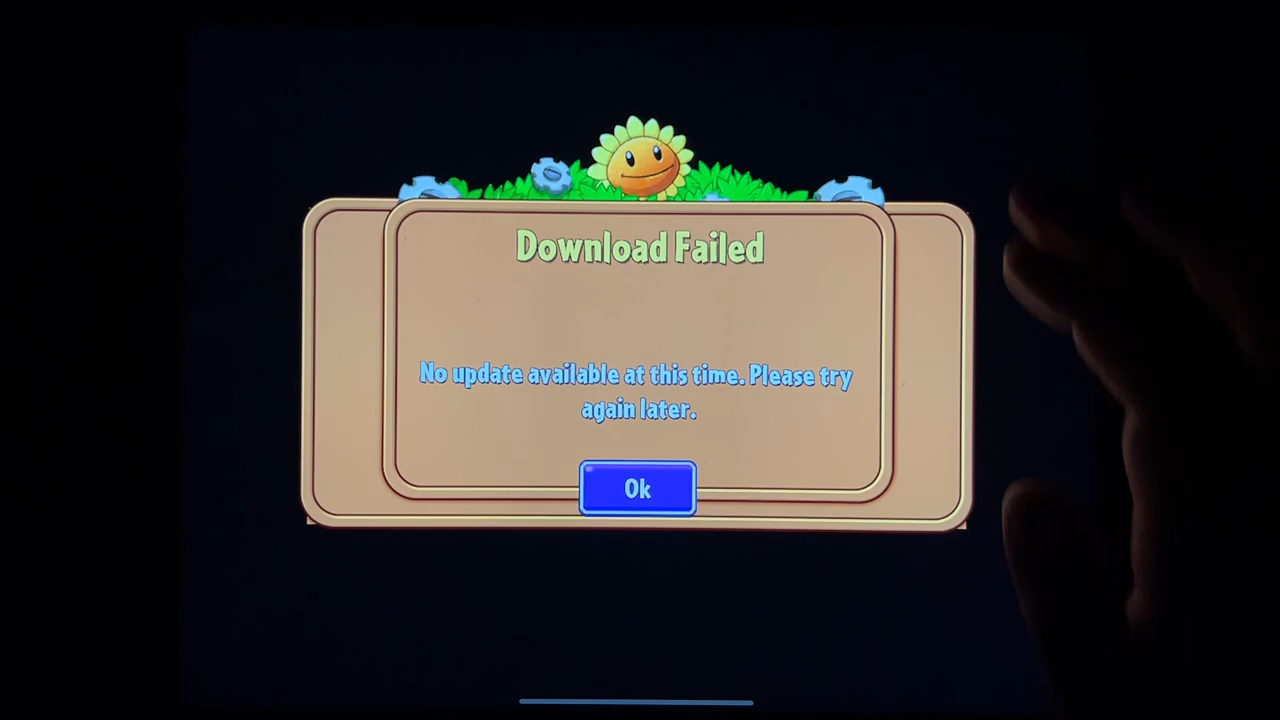 Download Failed
No update available at this time. Please try
again later.
Ok